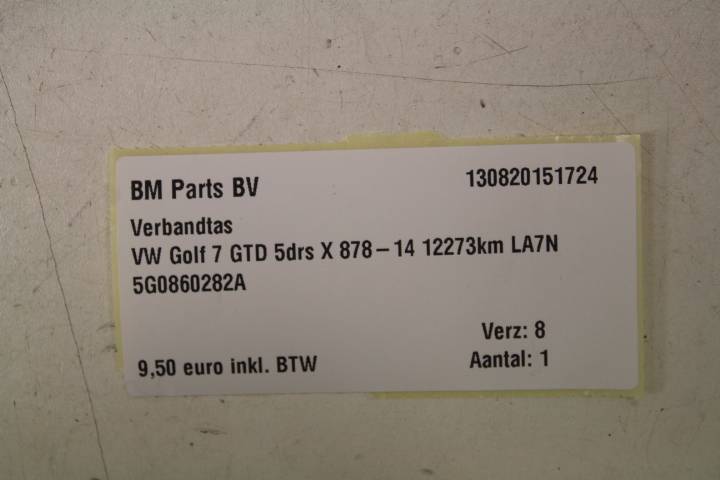 BM Parts BV 130820151724
Verbandtas
VW Golf 7 GTD 5drs X 878-14 12273km LA7N
5G0860282A
Verz: 8
9,50 euro inkl. BTW Aantal: 1